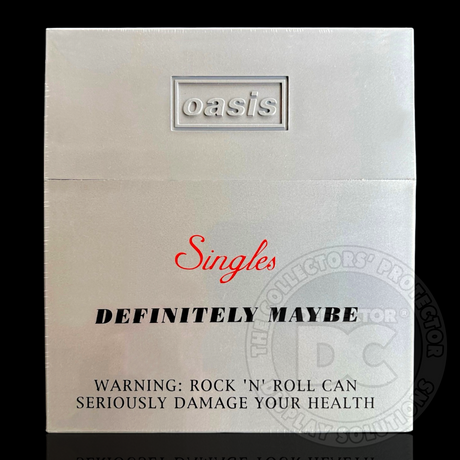 oasis
Singles
DEFINITELY MAYBE
WARNING: ROCK 'N' ROLL CAN
SERIOUSLY DAMAGE YOUR HEALTH
THE COLLECTORS' PROTECTOR
DC